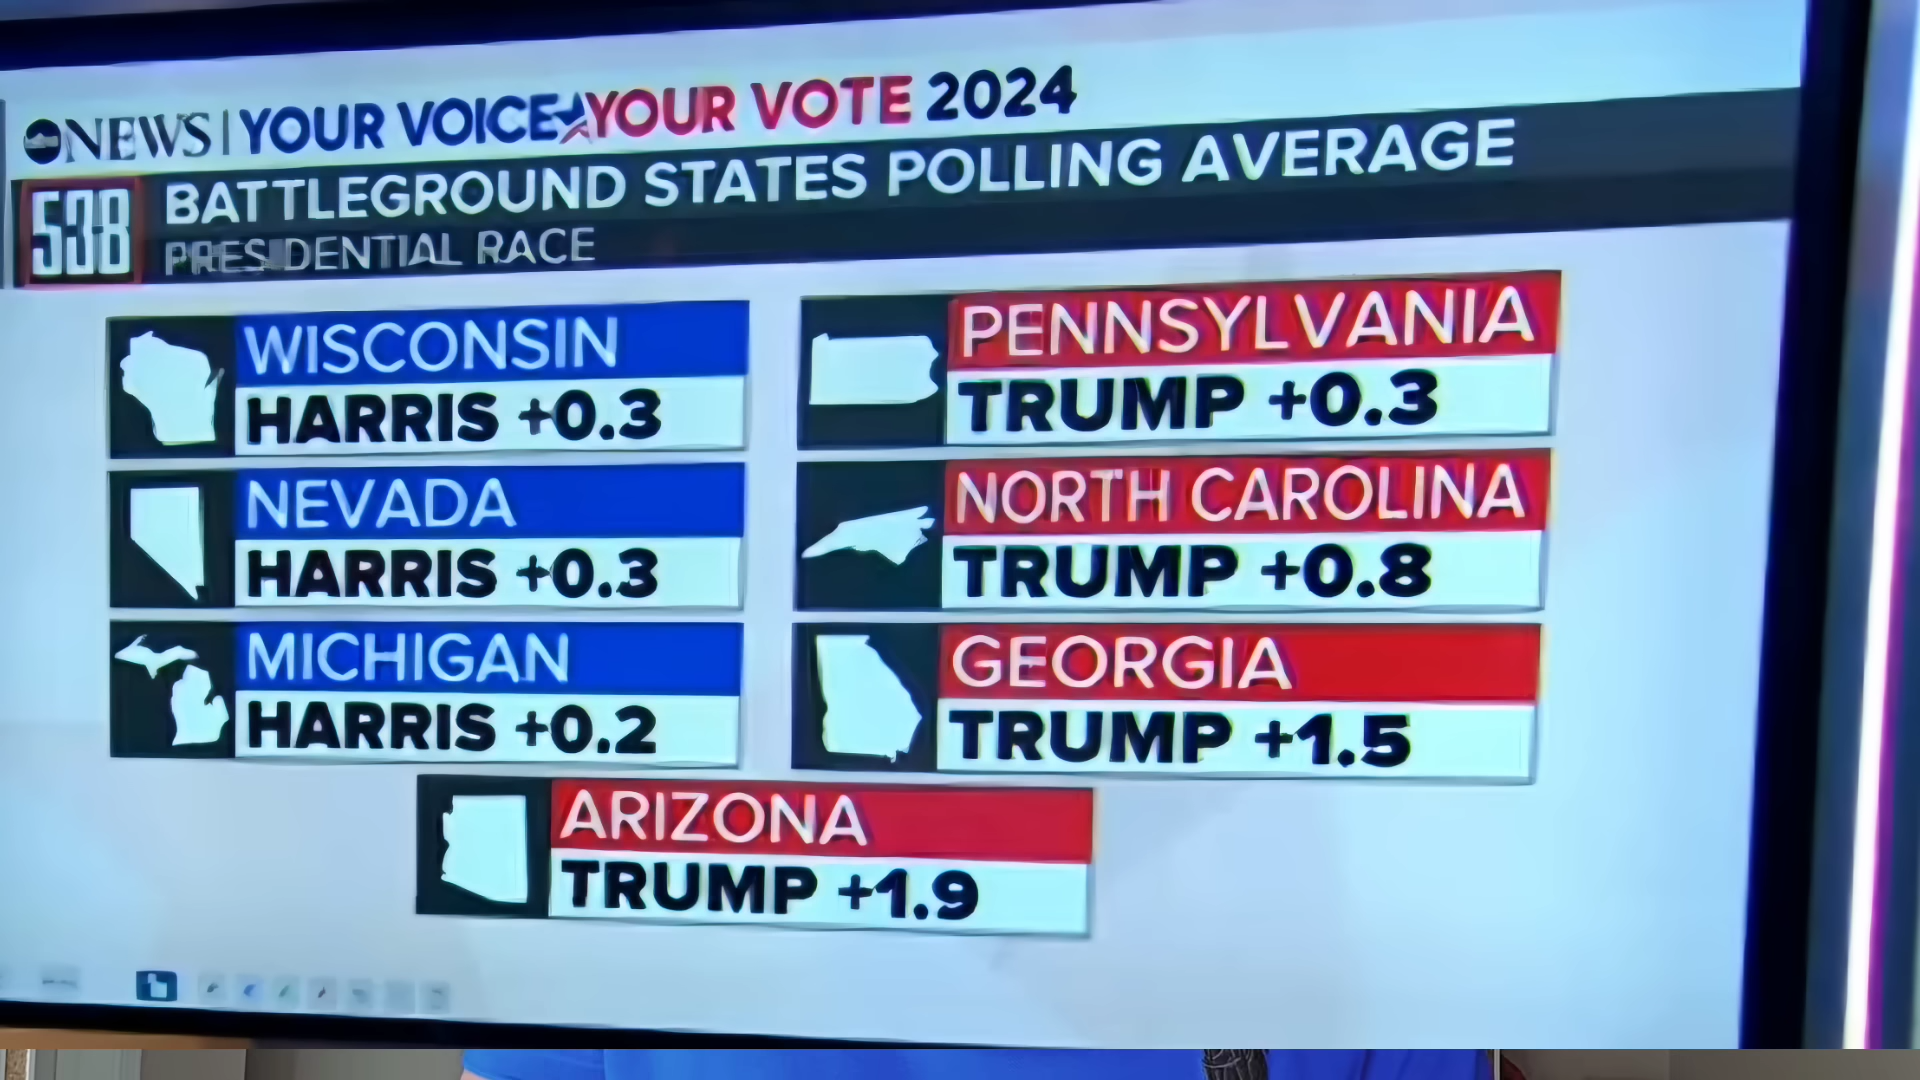 NEWS | YOUR VOICE YOUR VOTE 2024
538 BATTLEGROUND STATES POLLING AVERAGE
PRESIDENTIAL RACE
WISCONSIN
HARRIS +0.3
PENNSYLVANIA
TRUMP +0.3
NEVADA
HARRIS +0.3
NORTH CAROLINA
TRUMP +0.8
MICHIGAN
HARRIS +0.2
GEORGIA
TRUMP +1.5
ARIZONA
TRUMP +1.9